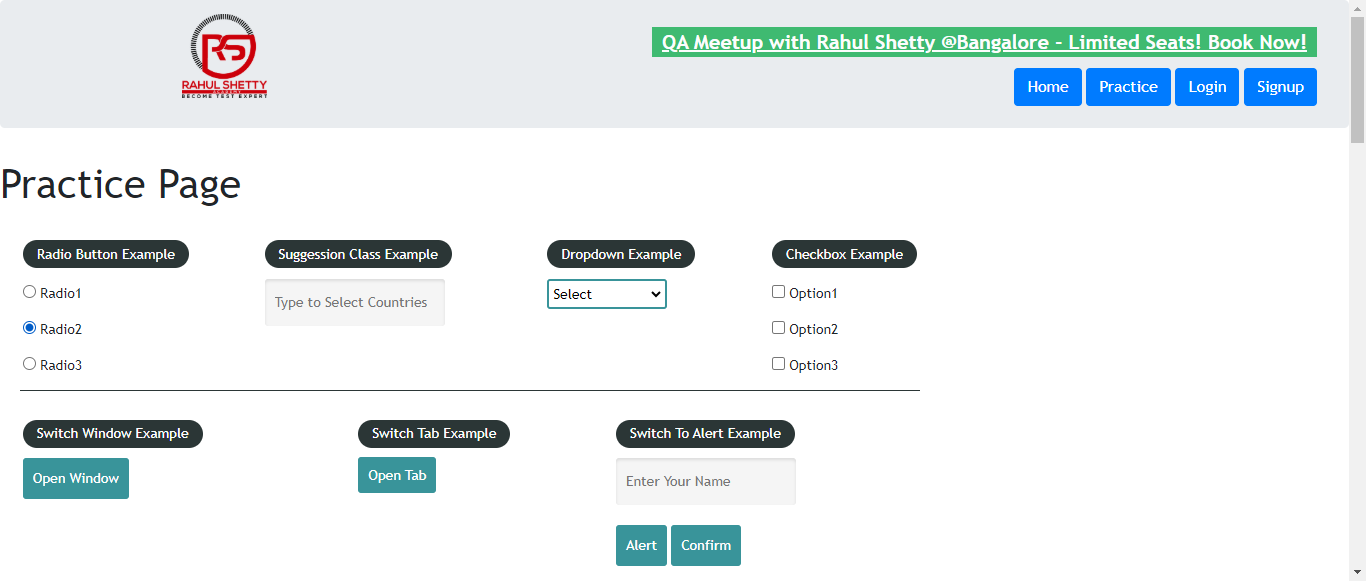 RS
RAHUL SHETTY
ACADEMY
BECOME TEST EXPERT
QA Meetup with Rahul Shetty @Bangalore - Limited Seats! Book Now!
Home Practice Login Signup
Practice Page
Radio Button Example Suggession Class Example Dropdown Example Checkbox Example
Radio1 Type to Select Countries Select Option1
Radio2 Option2
Radio3 Option3
Switch Window Example Switch Tab Example Switch To Alert Example
Open Window Open Tab Enter Your Name
Alert Confirm